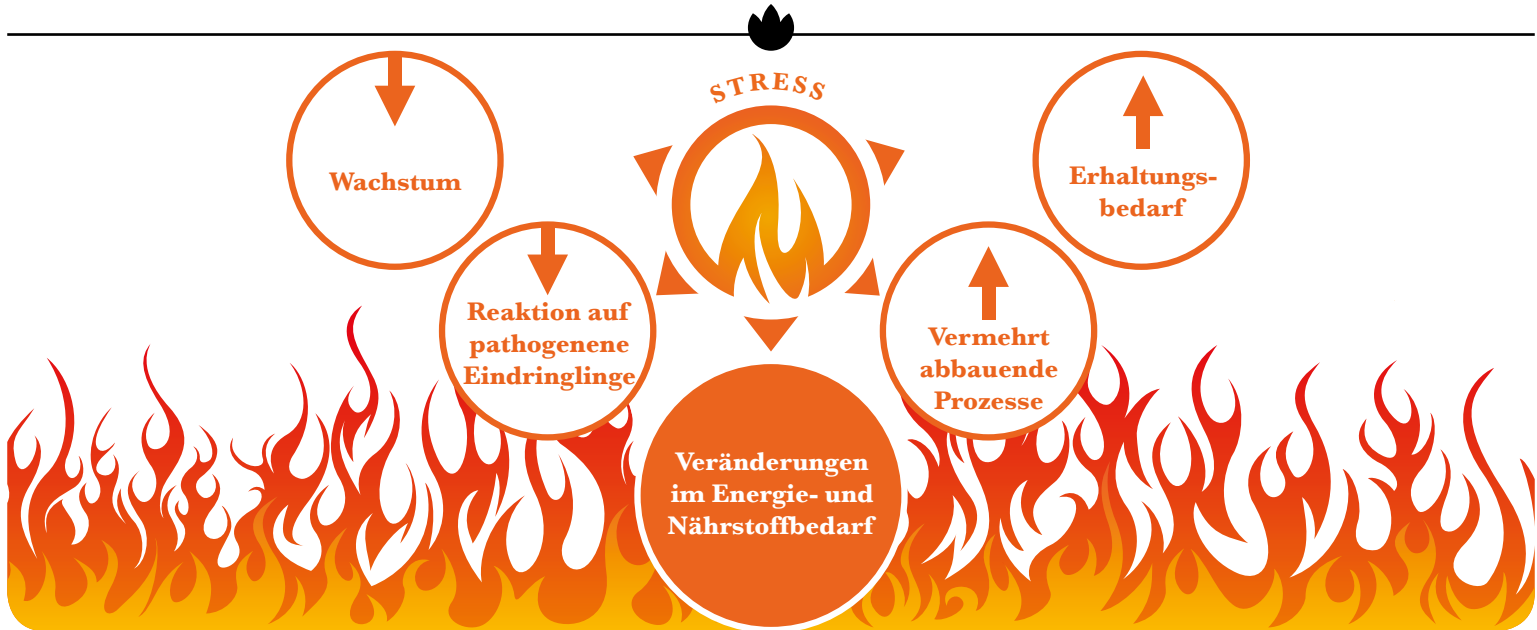 STRESS
Wachstum
Reaktion auf
pathogenene
Eindringlinge
Veränderungen
im Energie- und
Nährstoffbedarf
Vermehrt
abbauende
Prozesse
Erhaltungs-
bedarf